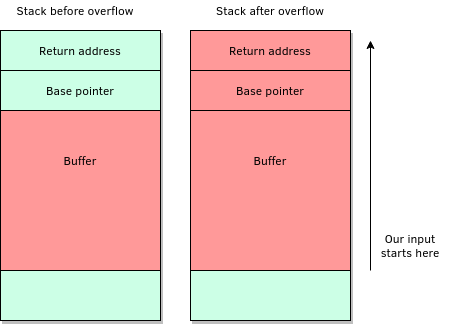 Stack before overflow
Stack after overflow
Return address
Return address
Base pointer
Base pointer
Buffer
Buffer
Our input
starts here